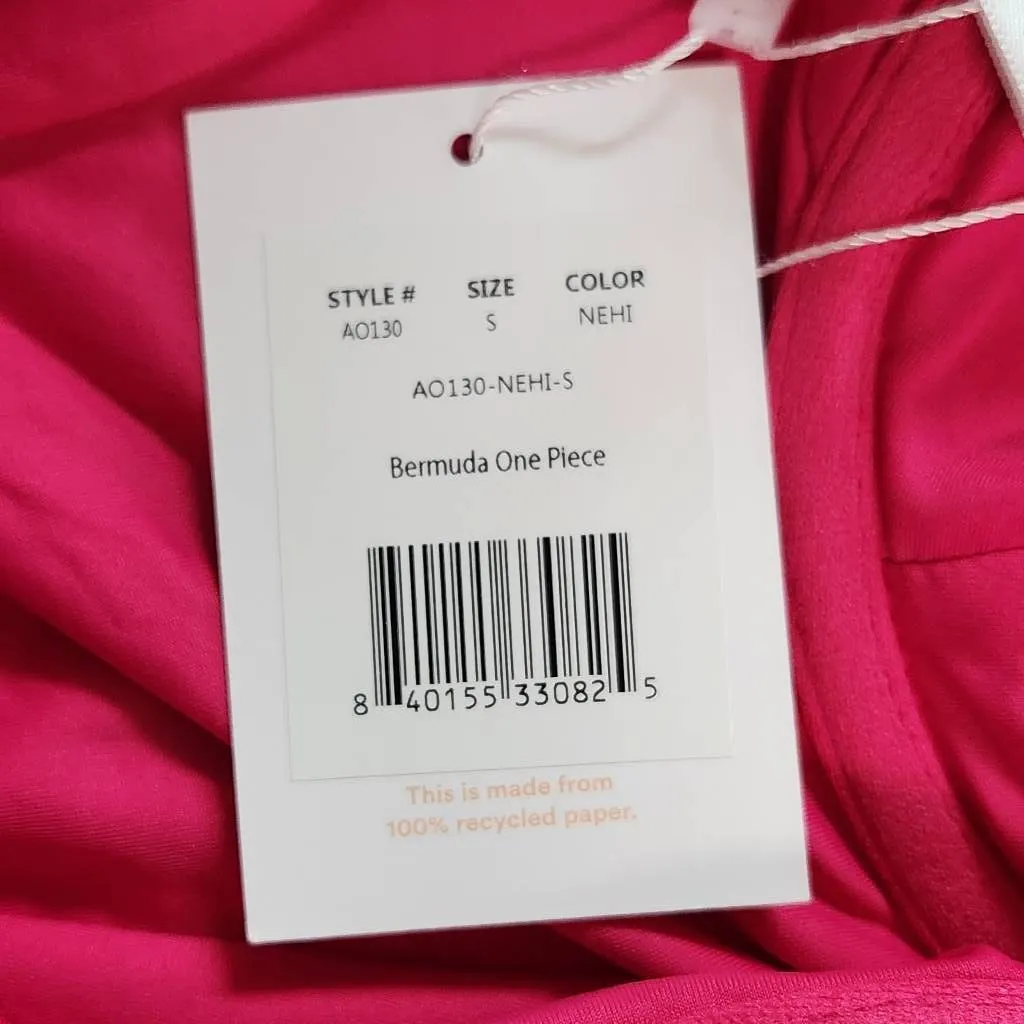 STYLE # SIZE COLOR
AO130 S NEHI
AO130-NEHI-S
Bermuda One Piece
8 40155 33082 5
This is made from
100% recycled paper.